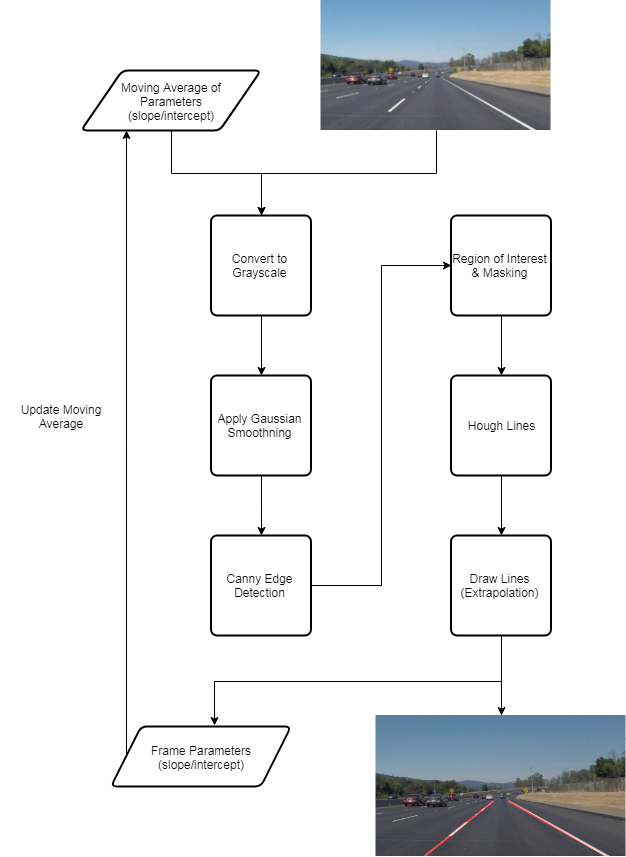 Moving Average of
Parameters
(slope/intercept)
Convert to
Grayscale
Region of Interest
& Masking
Apply Gaussian
Smoothning
Hough Lines
Update Moving
Average
Canny Edge
Detection
Draw Lines
(Extrapolation)
Frame Parameters
(slope/intercept)